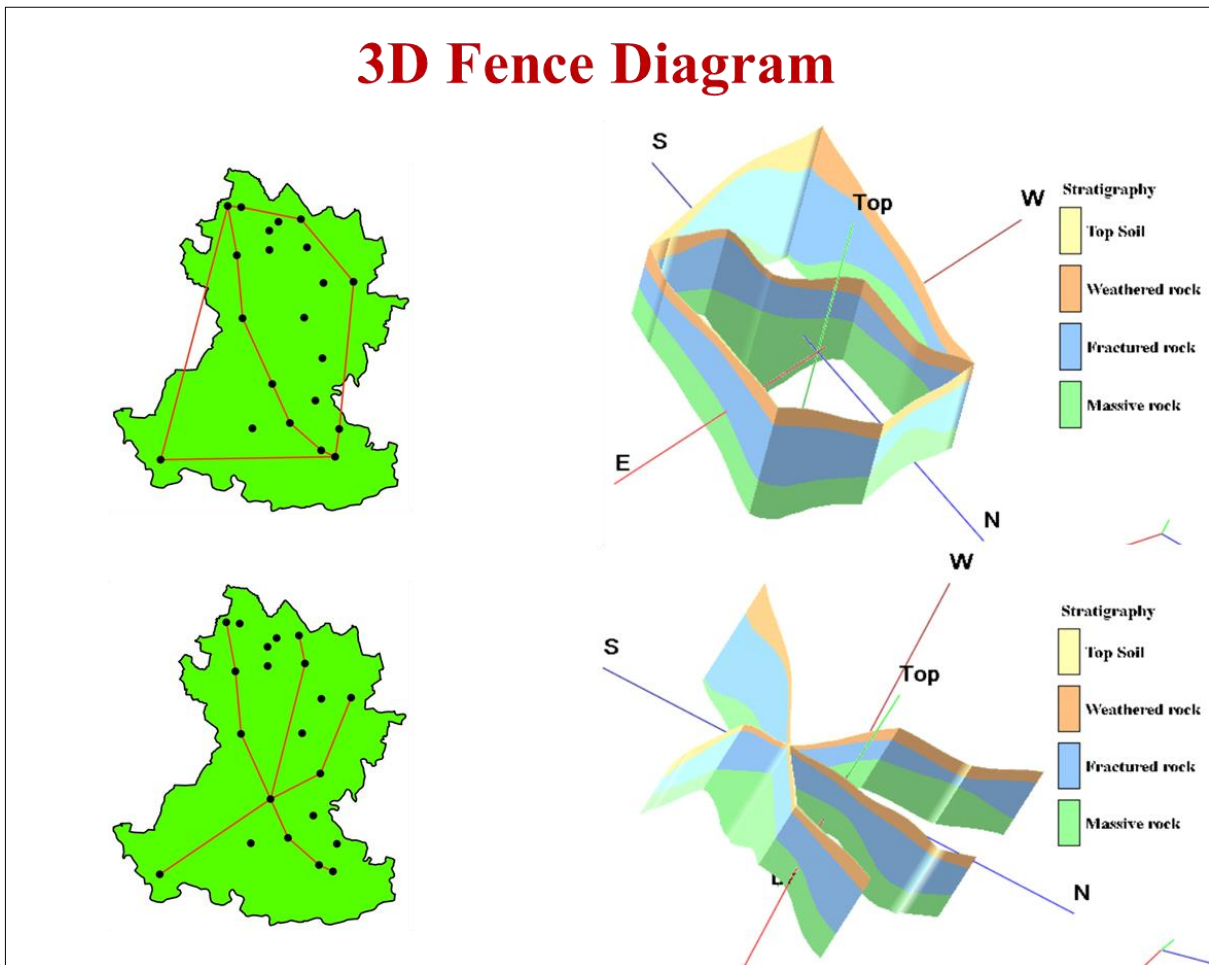 3D Fence Diagram
S
Top
W
E
N
Stratigraphy
Top Soil
Weathered rock
Fractured rock
Massive rock
W
S
Top
N
Stratigraphy
Top Soil
Weathered rock
Fractured rock
Massive rock